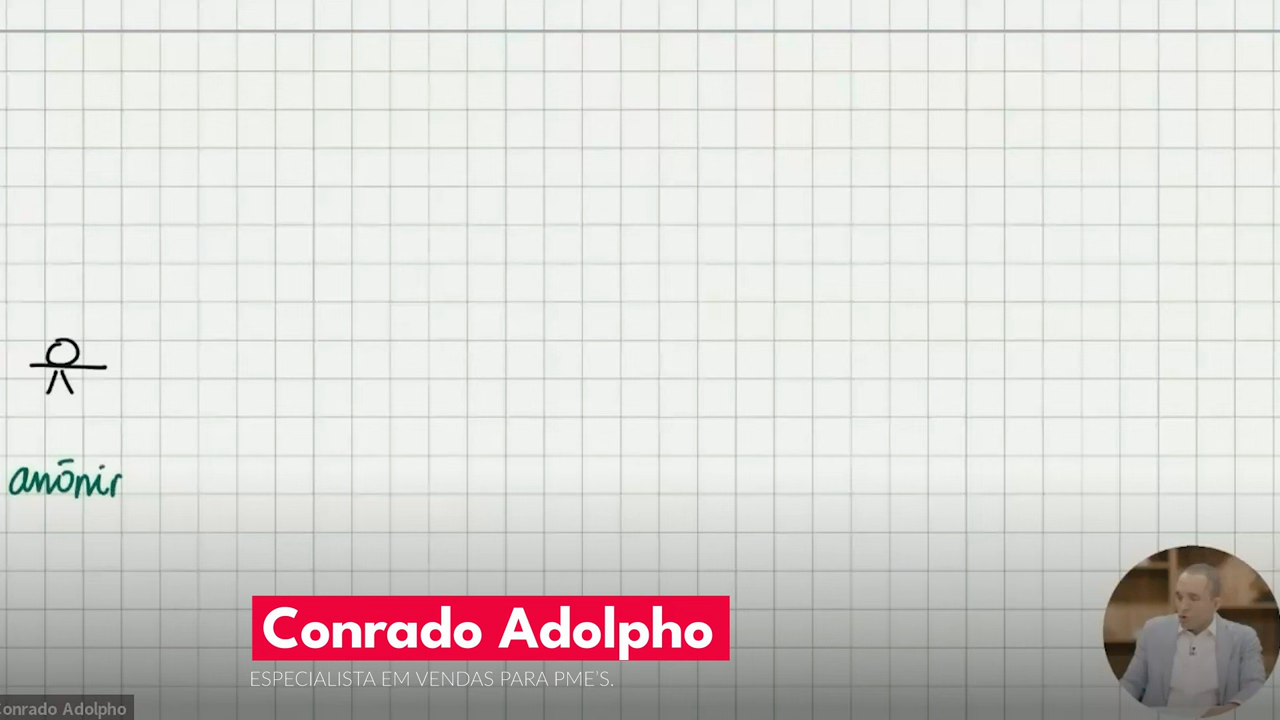 anônir
Conrado Adolpho
ESPECIALISTA EM VENDAS PARA PME'S.
Conrado Adolpho